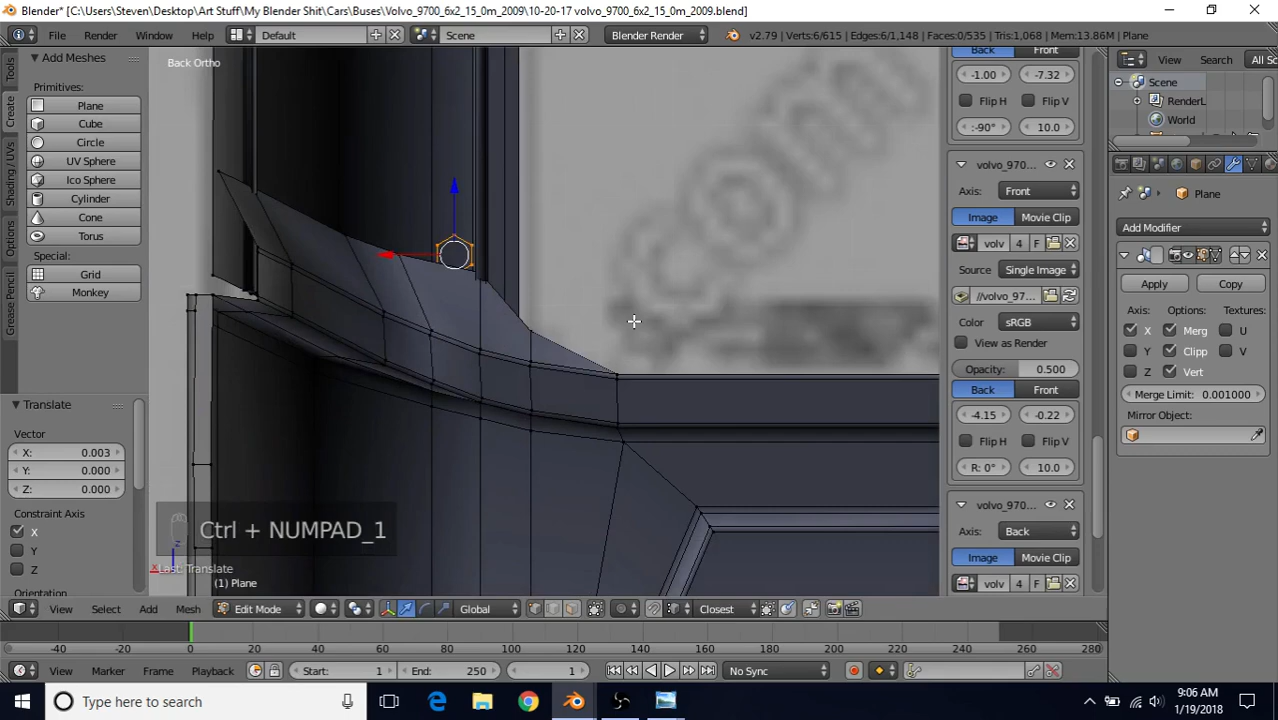 Blender* [C:\Users\Steven\Desktop\Art Stuff\My Blender Shit\Cars\Buses\Volvo_9700_6x2_15_0m_2009\10-20-17 volvo_9700_6x2_15_0m_2009.blend]
File Render Window Help Default Scene Blender Render v2.79 | Verts:6/615 | Edges:6/1,148 | Faces:0/535 | Tris:1,068 | Mem:13.86M | Plane
Tools
Create
Shading / UVs
Options
Grease Pencil
Add Meshes
Primitives:
Plane
Cube
Circle
UV Sphere
Ico Sphere
Cylinder
Cone
Torus
Special:
Grid
Monkey
Translate
Vector
X: 0.003
Y: 0.000
Z: 0.000
Constraint Axis
X
Y
Z
Orientation
Back Ortho
com
Ctrl + NUMPAD_1
Last: Translate
(1) Plane
Back Front
-1.00 -7.32
Flip H Flip V
:-90° 10.0
volvo_970...
Axis: Front
Image Movie Clip
volv 4 F
Source Single Image
//volvo_97...
Color sRGB
View as Render
Opacity: 0.500
Back Front
-4.15 -0.22
Flip H Flip V
R: 0° 10.0
volvo_970...
Axis: Back
Image Movie Clip
volv 4 F
View Search All Sc
Scene
RenderL
World
Plane
Add Modifier
Apply Copy
Axis: Options: Textures:
X Merg U
Y Clipp V
Z Vert
Merge Limit: 0.001000
Mirror Object:
View Select Add Mesh Edit Mode Global Closest
-40 -20 0 20 40 60 80 100 120 140 160 180 200 220 240 260 280
View Marker Frame Playback Start: 1 End: 250 1 No Sync
Type here to search
9:06 AM
1/19/2018